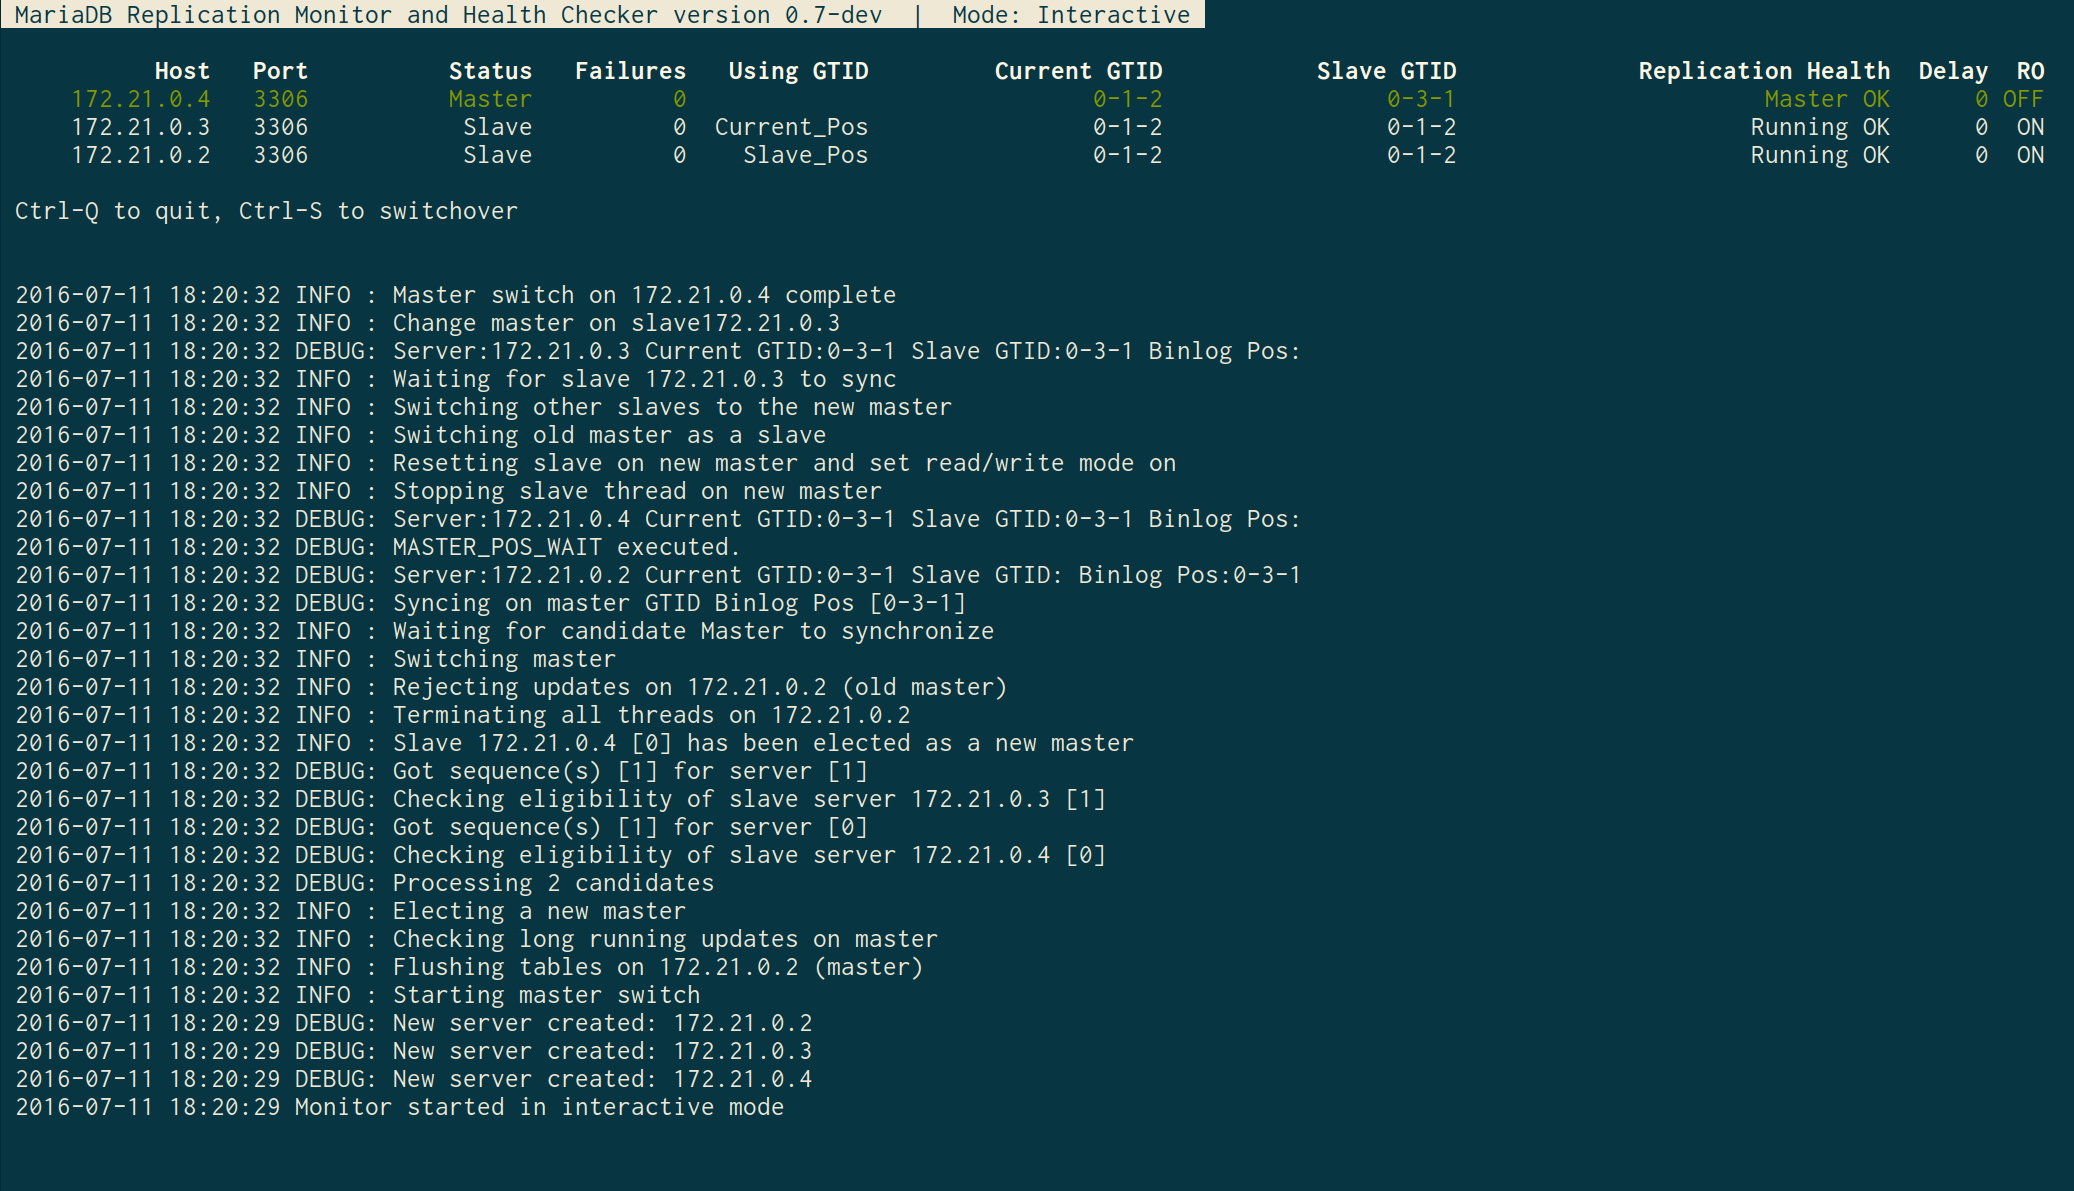 MariaDB Replication Monitor and Health Checker version 0.7-dev | Mode: Interactive
Host Port Status Failures Using GTID Current GTID Slave GTID Replication Health Delay RO
172.21.0.4 3306 Master 0 0-1-2 0-3-1 Master OK 0 OFF
172.21.0.3 3306 Slave 0 Current_Pos 0-1-2 0-1-2 Running OK 0 ON
172.21.0.2 3306 Slave 0 Slave_Pos 0-1-2 0-1-2 Running OK 0 ON
Ctrl-Q to quit, Ctrl-S to switchover
2016-07-11 18:20:32 INFO : Master switch on 172.21.0.4 complete
2016-07-11 18:20:32 INFO : Change master on slave172.21.0.3
2016-07-11 18:20:32 DEBUG: Server:172.21.0.3 Current GTID:0-3-1 Slave GTID:0-3-1 Binlog Pos:
2016-07-11 18:20:32 INFO : Waiting for slave 172.21.0.3 to sync
2016-07-11 18:20:32 INFO : Switching other slaves to the new master
2016-07-11 18:20:32 INFO : Switching old master as a slave
2016-07-11 18:20:32 INFO : Resetting slave on new master and set read/write mode on
2016-07-11 18:20:32 INFO : Stopping slave thread on new master
2016-07-11 18:20:32 DEBUG: Server:172.21.0.4 Current GTID:0-3-1 Slave GTID:0-3-1 Binlog Pos:
2016-07-11 18:20:32 DEBUG: MASTER_POS_WAIT executed.
2016-07-11 18:20:32 DEBUG: Server:172.21.0.2 Current GTID:0-3-1 Slave GTID: Binlog Pos:0-3-1
2016-07-11 18:20:32 DEBUG: Syncing on master GTID Binlog Pos [0-3-1]
2016-07-11 18:20:32 INFO : Waiting for candidate Master to synchronize
2016-07-11 18:20:32 INFO : Switching master
2016-07-11 18:20:32 INFO : Rejecting updates on 172.21.0.2 (old master)
2016-07-11 18:20:32 INFO : Terminating all threads on 172.21.0.2
2016-07-11 18:20:32 INFO : Slave 172.21.0.4 [0] has been elected as a new master
2016-07-11 18:20:32 DEBUG: Got sequence(s) [1] for server [1]
2016-07-11 18:20:32 DEBUG: Checking eligibility of slave server 172.21.0.3 [1]
2016-07-11 18:20:32 DEBUG: Got sequence(s) [1] for server [0]
2016-07-11 18:20:32 DEBUG: Checking eligibility of slave server 172.21.0.4 [0]
2016-07-11 18:20:32 DEBUG: Processing 2 candidates
2016-07-11 18:20:32 INFO : Electing a new master
2016-07-11 18:20:32 INFO : Checking long running updates on master
2016-07-11 18:20:32 INFO : Flushing tables on 172.21.0.2 (master)
2016-07-11 18:20:32 INFO : Starting master switch
2016-07-11 18:20:29 DEBUG: New server created: 172.21.0.2
2016-07-11 18:20:29 DEBUG: New server created: 172.21.0.3
2016-07-11 18:20:29 DEBUG: New server created: 172.21.0.4
2016-07-11 18:20:29 Monitor started in interactive mode